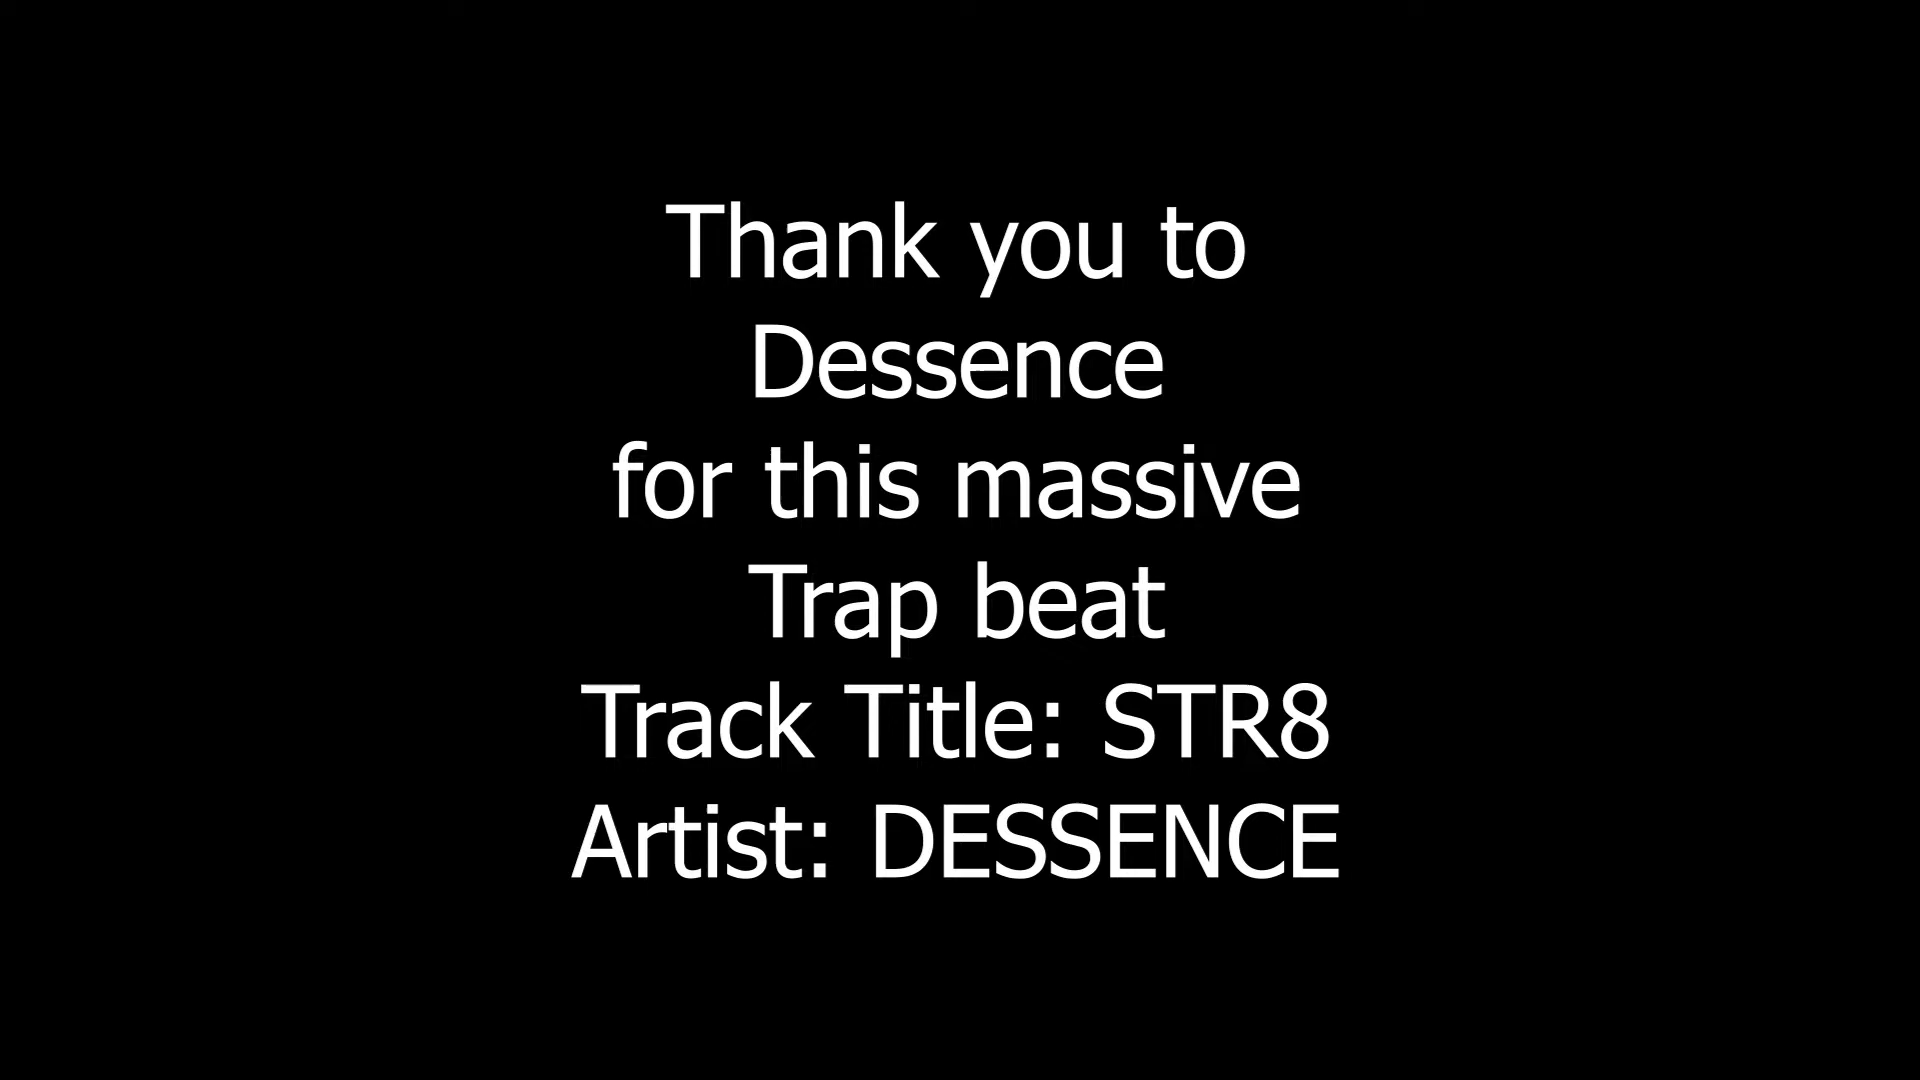 Thank you to
Dessence
for this massive
Trap beat
Track Title: STR8
Artist: DESSENCE